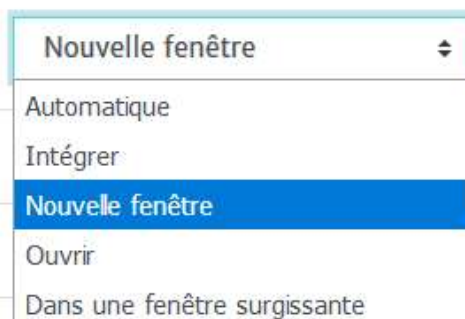 Nouvelle fenêtre
Automatique
Intégrer
Nouvelle fenêtre
Ouvrir
Dans une fenêtre surgissante